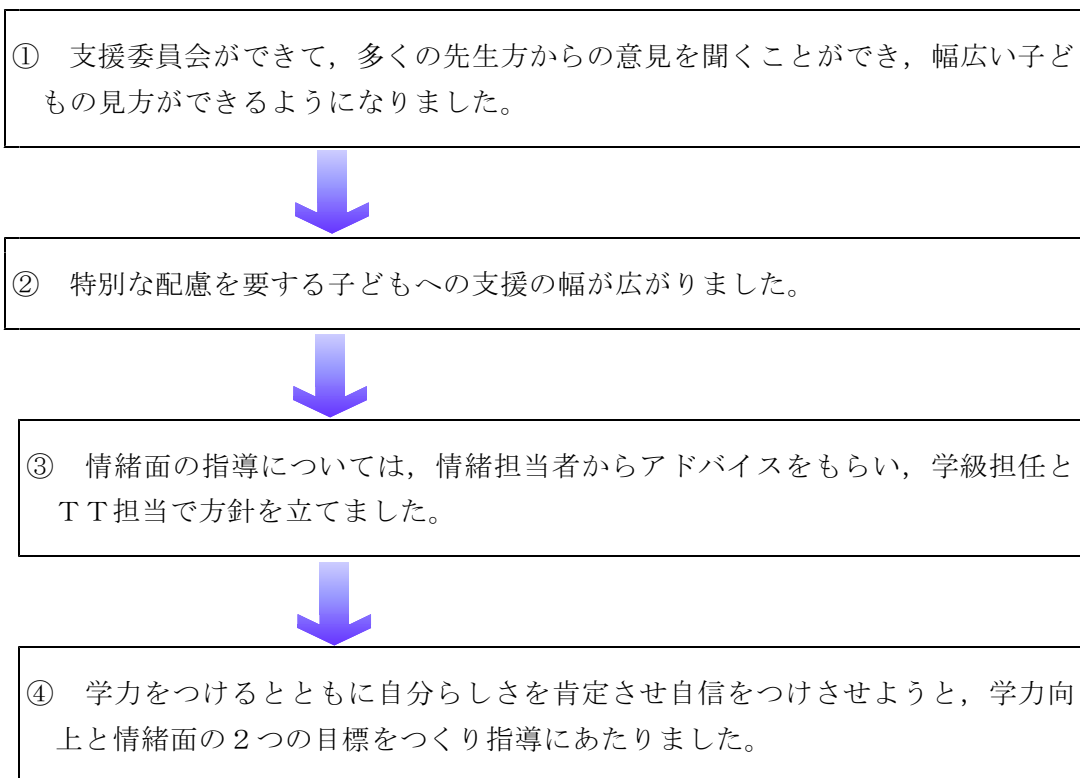 ①　支援委員会ができて，多くの先生方からの意見を聞くことができ，幅広い子ど
もの見方ができるようになりました。
②　特別な配慮を要する子どもへの支援の幅が広がりました。
③　情緒面の指導については，情緒担当者からアドバイスをもらい，学級担任と
ＴＴ担当で方針を立てました。
④　学力をつけるとともに自分らしさを肯定させ自信をつけさせようと，学力向
上と情緒面の２つの目標をつくり指導にあたりました。